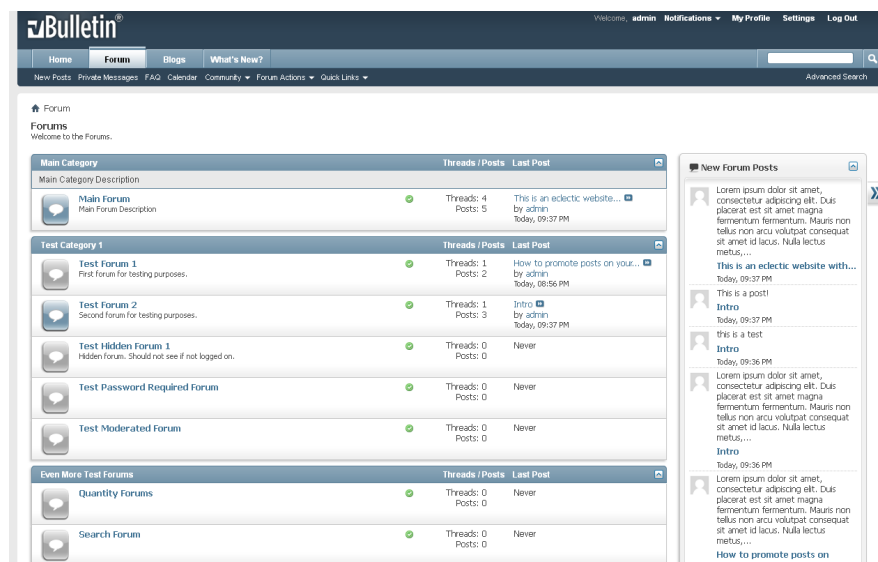 vBulletin®
Welcome, admin Notifications My Profile Settings Log Out
Home Forum Blogs What's New?
New Posts Private Messages FAQ Calendar Community Forum Actions Quick Links Advanced Search
Forum
Forums
Welcome to the Forums.
Main Category Threads / Posts Last Post
Main Category Description
Main Forum Threads: 4 This is an eclectic website...
Main Forum Description Posts: 5 by admin
Today, 09:37 PM
Test Category 1 Threads / Posts Last Post
Test Forum 1 Threads: 1 How to promote posts on your...
First forum for testing purposes. Posts: 2 by admin
Today, 08:56 PM
Test Forum 2 Threads: 1 Intro
Second forum for testing purposes. Posts: 3 by admin
Today, 09:37 PM
Test Hidden Forum 1 Threads: 0 Never
Hidden forum. Should not see if not logged on. Posts: 0
Test Password Required Forum Threads: 0 Never
Posts: 0
Test Moderated Forum Threads: 0 Never
Posts: 0
Even More Test Forums Threads / Posts Last Post
Quantity Forums Threads: 0 Never
Posts: 0
Search Forum Threads: 0 Never
Posts: 0
New Forum Posts
Lorem ipsum dolor sit amet,
consectetur adipiscing elit. Duis
placerat est sit amet magna
fermentum fermentum. Mauris non
tellus non arcu volutpat consequat
sit amet id lacus. Nulla lectus
metus,...
This is an eclectic website with...
Today, 09:37 PM
This is a post!
Intro
Today, 09:37 PM
this is a test
Intro
Today, 09:36 PM
Lorem ipsum dolor sit amet,
consectetur adipiscing elit. Duis
placerat est sit amet magna
fermentum fermentum. Mauris non
tellus non arcu volutpat consequat
sit amet id lacus. Nulla lectus
metus,...
Intro
Today, 09:36 PM
Lorem ipsum dolor sit amet,
consectetur adipiscing elit. Duis
placerat est sit amet magna
fermentum fermentum. Mauris non
tellus non arcu volutpat consequat
sit amet id lacus. Nulla lectus
metus,...
How to promote posts on